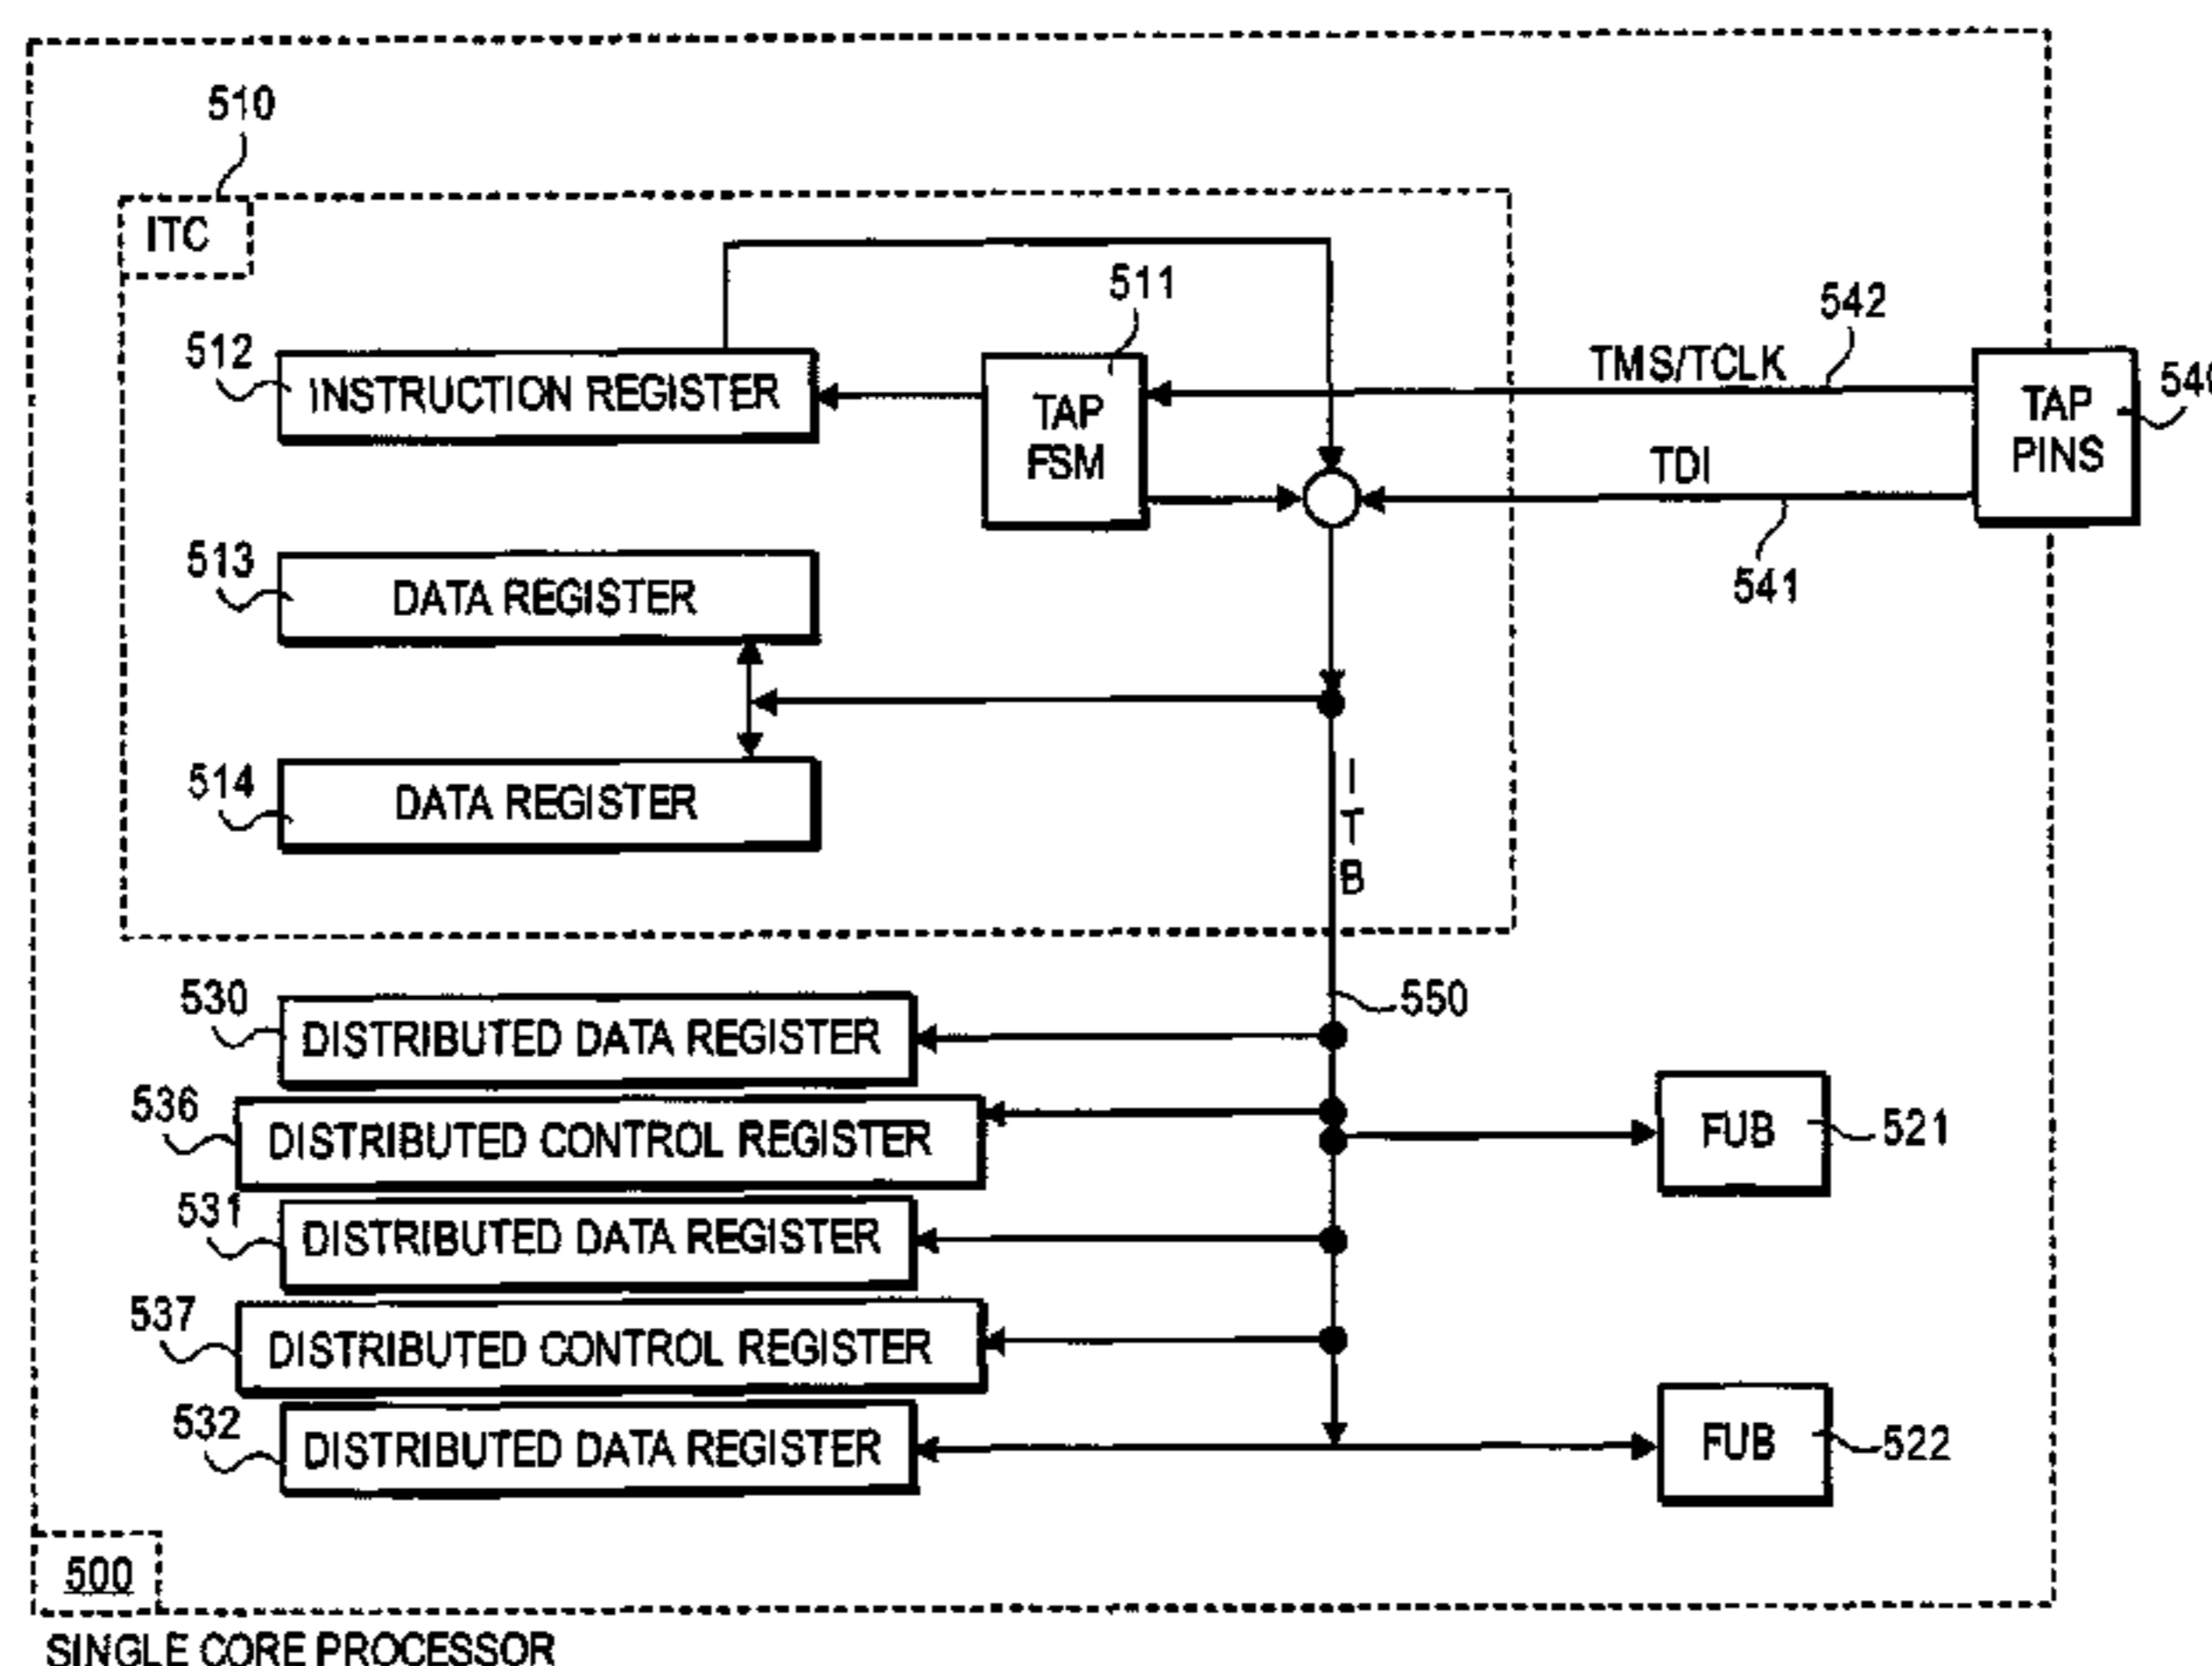 510
ITC
511
542
512
INSTRUCTION REGISTER
TAP
FSM
TMS/TCLK
TAP
PINS
TDI
541
513
DATA REGISTER
514
DATA REGISTER
I
T
B
530
DISTRIBUTED DATA REGISTER
550
536
DISTRIBUTED CONTROL REGISTER
FUB
521
531
DISTRIBUTED DATA REGISTER
537
DISTRIBUTED CONTROL REGISTER
532
DISTRIBUTED DATA REGISTER
FUB
522
500
SINGLE CORE PROCESSOR